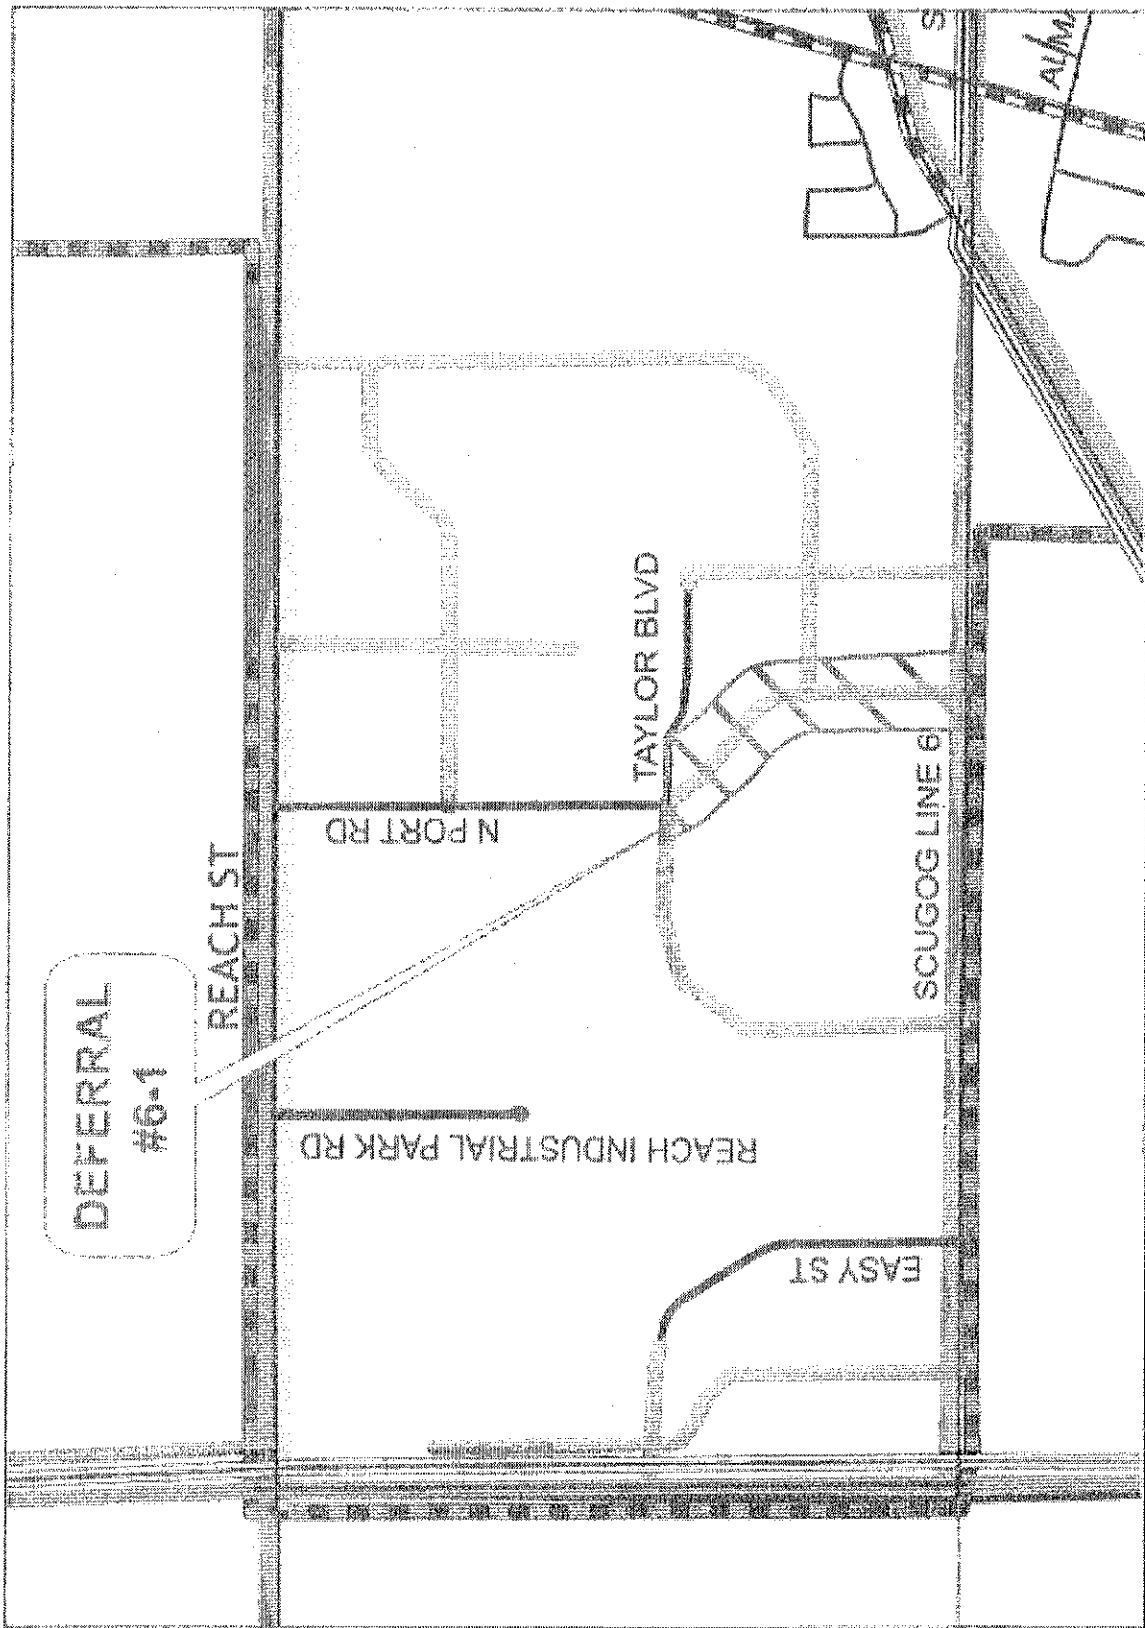 DEFERRAL
#6-1
REACH ST
N PORT RD
TAYLOR BLVD
REACH INDUSTRIAL PARK RD
SCUGOG LINE 6
EASY ST